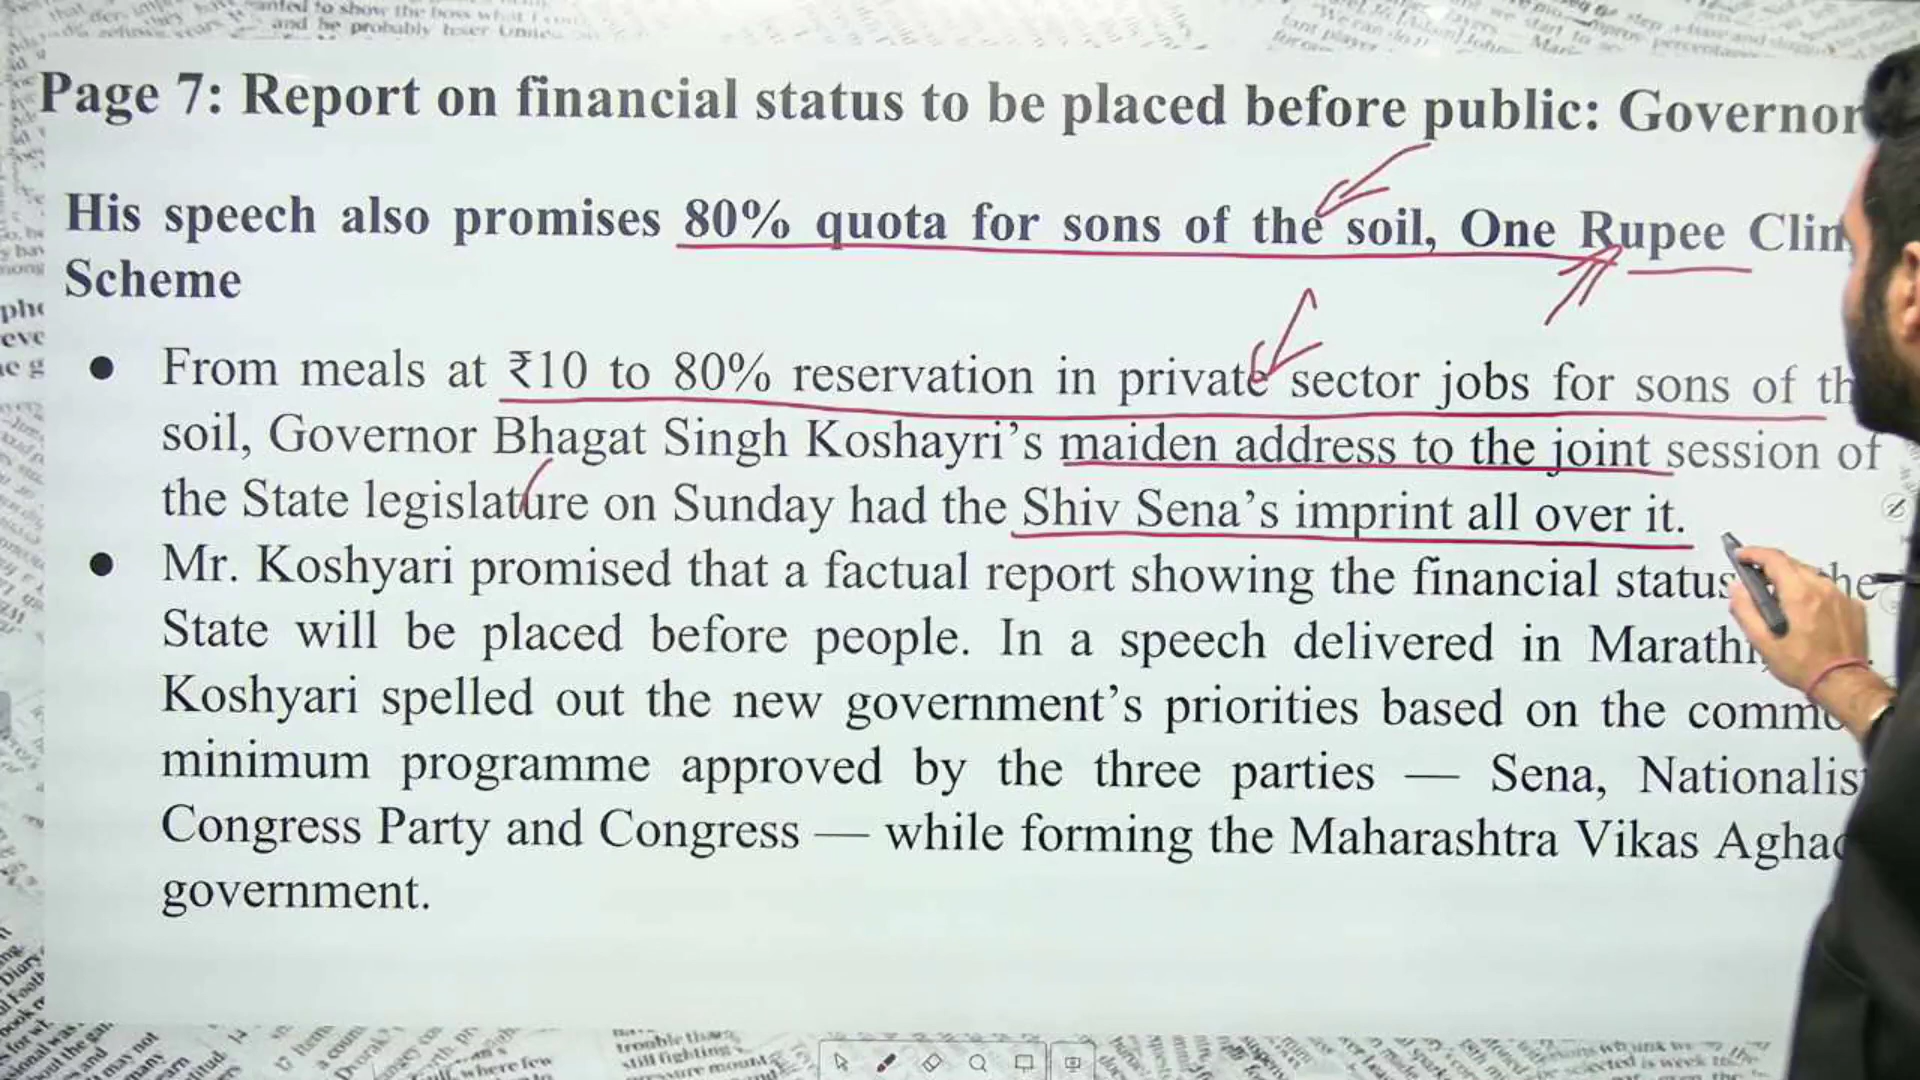 Page 7: Report on financial status to be placed before public: Governor
His speech also promises 80% quota for sons of the soil, One Rupee Clin
Scheme
● From meals at ₹10 to 80% reservation in private sector jobs for sons of th
soil, Governor Bhagat Singh Koshayri's maiden address to the joint session of
the State legislature on Sunday had the Shiv Sena's imprint all over it.
● Mr. Koshyari promised that a factual report showing the financial status he
State will be placed before people. In a speech delivered in Marathi
Koshyari spelled out the new government's priorities based on the commo
minimum programme approved by the three parties — Sena, Nationalis
Congress Party and Congress — while forming the Maharashtra Vikas Aghad
government.